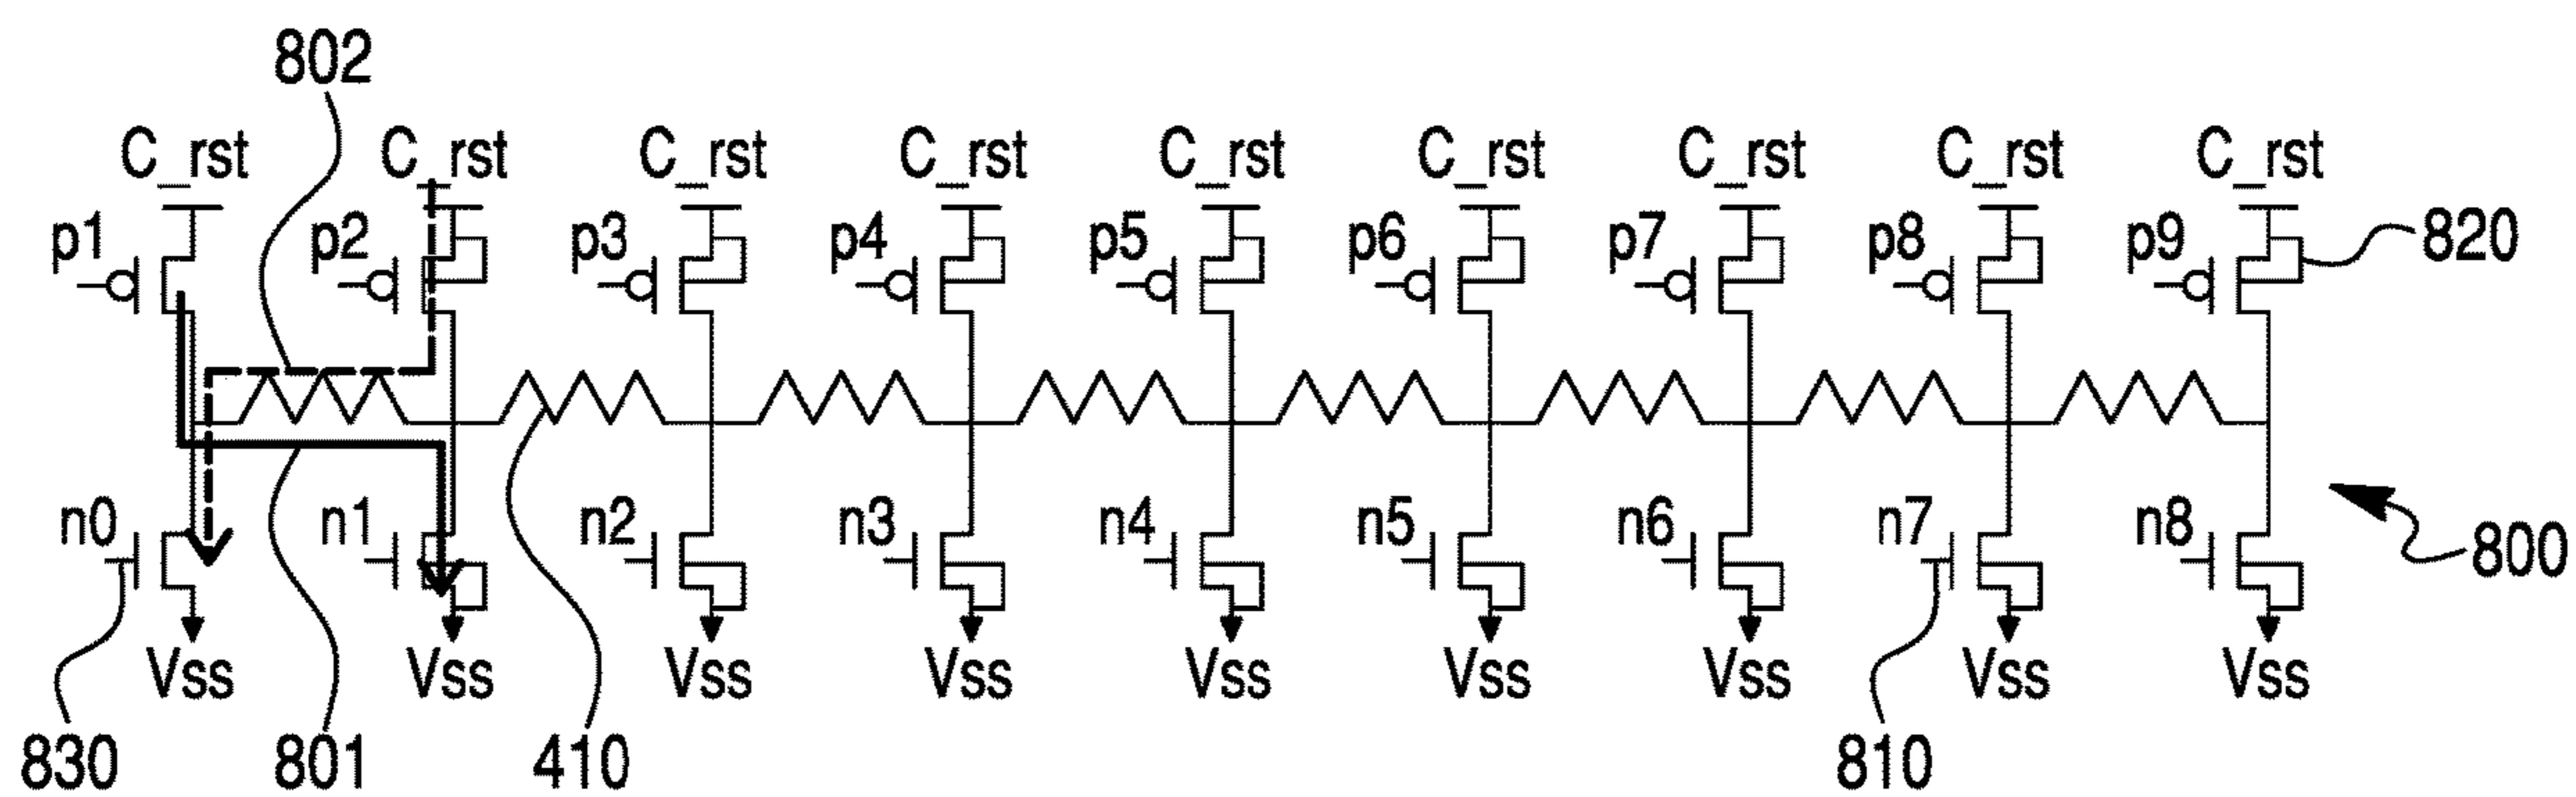 802
C_rst C_rst C_rst C_rst C_rst C_rst C_rst C_rst C_rst
p1 p2 p3 p4 p5 p6 p7 p8 p9 820
n0 n1 n2 n3 n4 n5 n6 n7 n8 800
Vss Vss Vss Vss Vss Vss Vss Vss Vss
830 801 410 810